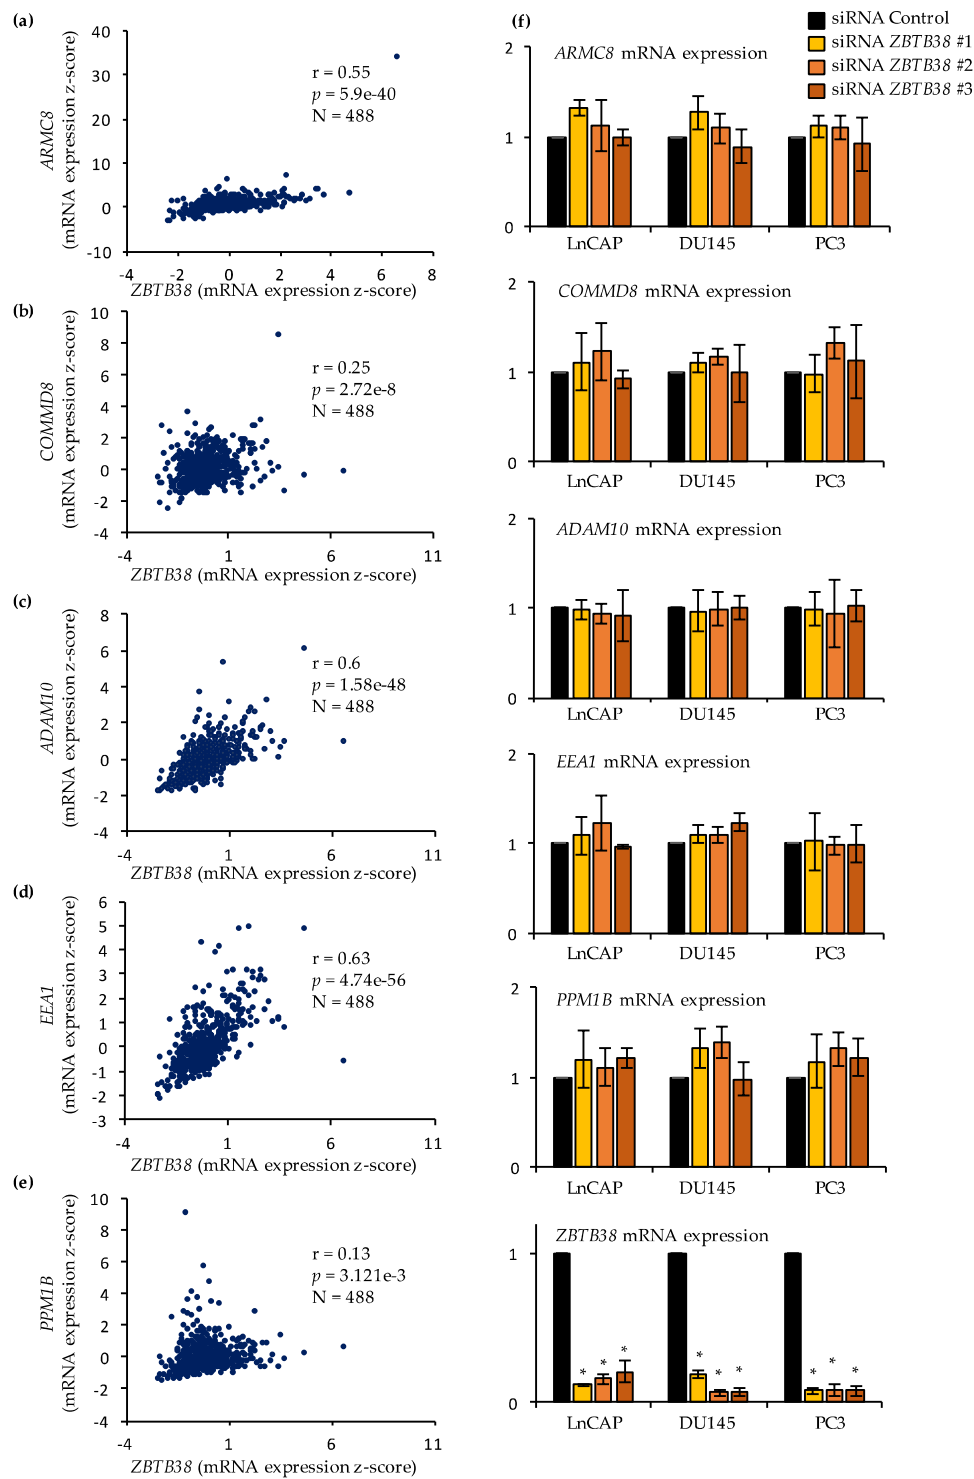 (a)
40
30
20
10
0
-10
-4 -2 0 2 4 6 8
ARMC8
(mRNA expression z-score)
r = 0.55
p = 5.9e-40
N = 488
ZBTB38 (mRNA expression z-score)
(b)
10
8
6
4
2
0
-2
-4
-4 1 6 11
COMMD8
(mRNA expression z-score)
r = 0.25
p = 2.72e-8
N = 488
ZBTB38 (mRNA expression z-score)
(c)
8
6
4
2
0
-2
-4
-4 1 6 11
ADAM10
(mRNA expression z-score)
r = 0.6
p = 1.58e-48
N = 488
ZBTB38 (mRNA expression z-score)
(d)
6
5
4
3
2
1
0
-1
-2
-3
-4 1 6 11
EEA1
(mRNA expression z-score)
r = 0.63
p = 4.74e-56
N = 488
ZBTB38 (mRNA expression z-score)
(e)
10
8
6
4
2
0
-2
-4
-4 1 6 11
PPM1B
(mRNA expression z-score)
r = 0.13
p = 3.121e-3
N = 488
ZBTB38 (mRNA expression z-score)
(f)
siRNA Control
siRNA ZBTB38 #1
siRNA ZBTB38 #2
siRNA ZBTB38 #3
ARMC8 mRNA expression
2
1
0
LnCAP DU145 PC3
COMMD8 mRNA expression
2
1
0
LnCAP DU145 PC3
ADAM10 mRNA expression
2
1
0
LnCAP DU145 PC3
EEA1 mRNA expression
2
1
0
LnCAP DU145 PC3
PPM1B mRNA expression
2
1
0
LnCAP DU145 PC3
ZBTB38 mRNA expression
1
0
* * * * * * * * *
LnCAP DU145 PC3